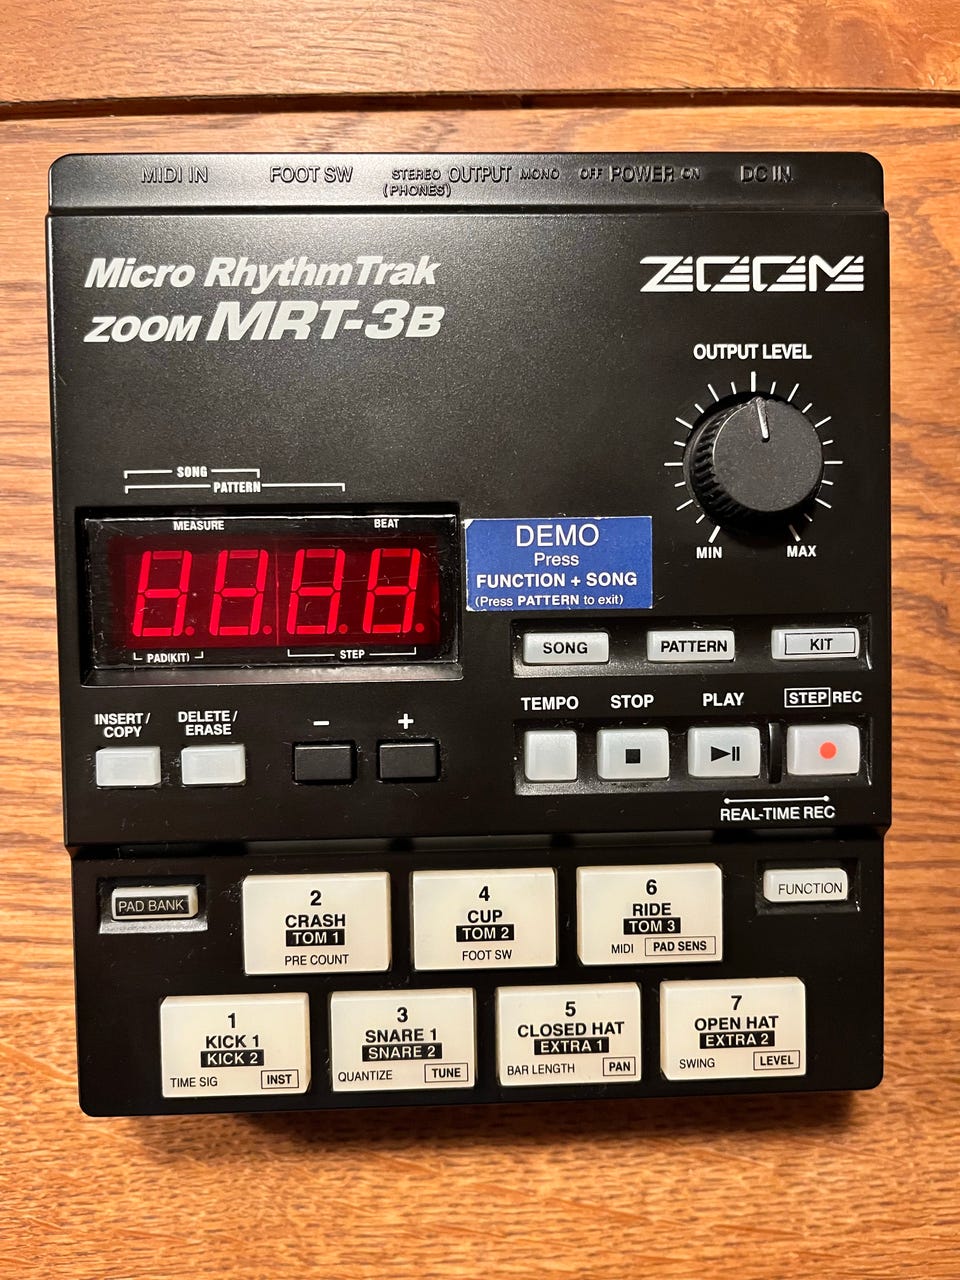 MIDI IN FOOT SW STEREO (PHONES) OUTPUT MONO OFF POWER ON DC IN
Micro RhythmTrak
ZOOM MRT-3B
ZOOM
OUTPUT LEVEL
MIN MAX
SONG
PATTERN
MEASURE BEAT
8.8.8.8.
PAD(KIT) STEP
DEMO
Press
FUNCTION + SONG
(Press PATTERN to exit)
SONG PATTERN KIT
TEMPO STOP PLAY STEP REC
REAL-TIME REC
INSERT/
COPY
DELETE/
ERASE
− +
PAD BANK
FUNCTION
2
CRASH
TOM 1
PRE COUNT
4
CUP
TOM 2
FOOT SW
6
RIDE
TOM 3
MIDI PAD SENS
1
KICK 1
KICK 2
TIME SIG INST
3
SNARE 1
SNARE 2
QUANTIZE TUNE
5
CLOSED HAT
EXTRA 1
BAR LENGTH PAN
7
OPEN HAT
EXTRA 2
SWING LEVEL